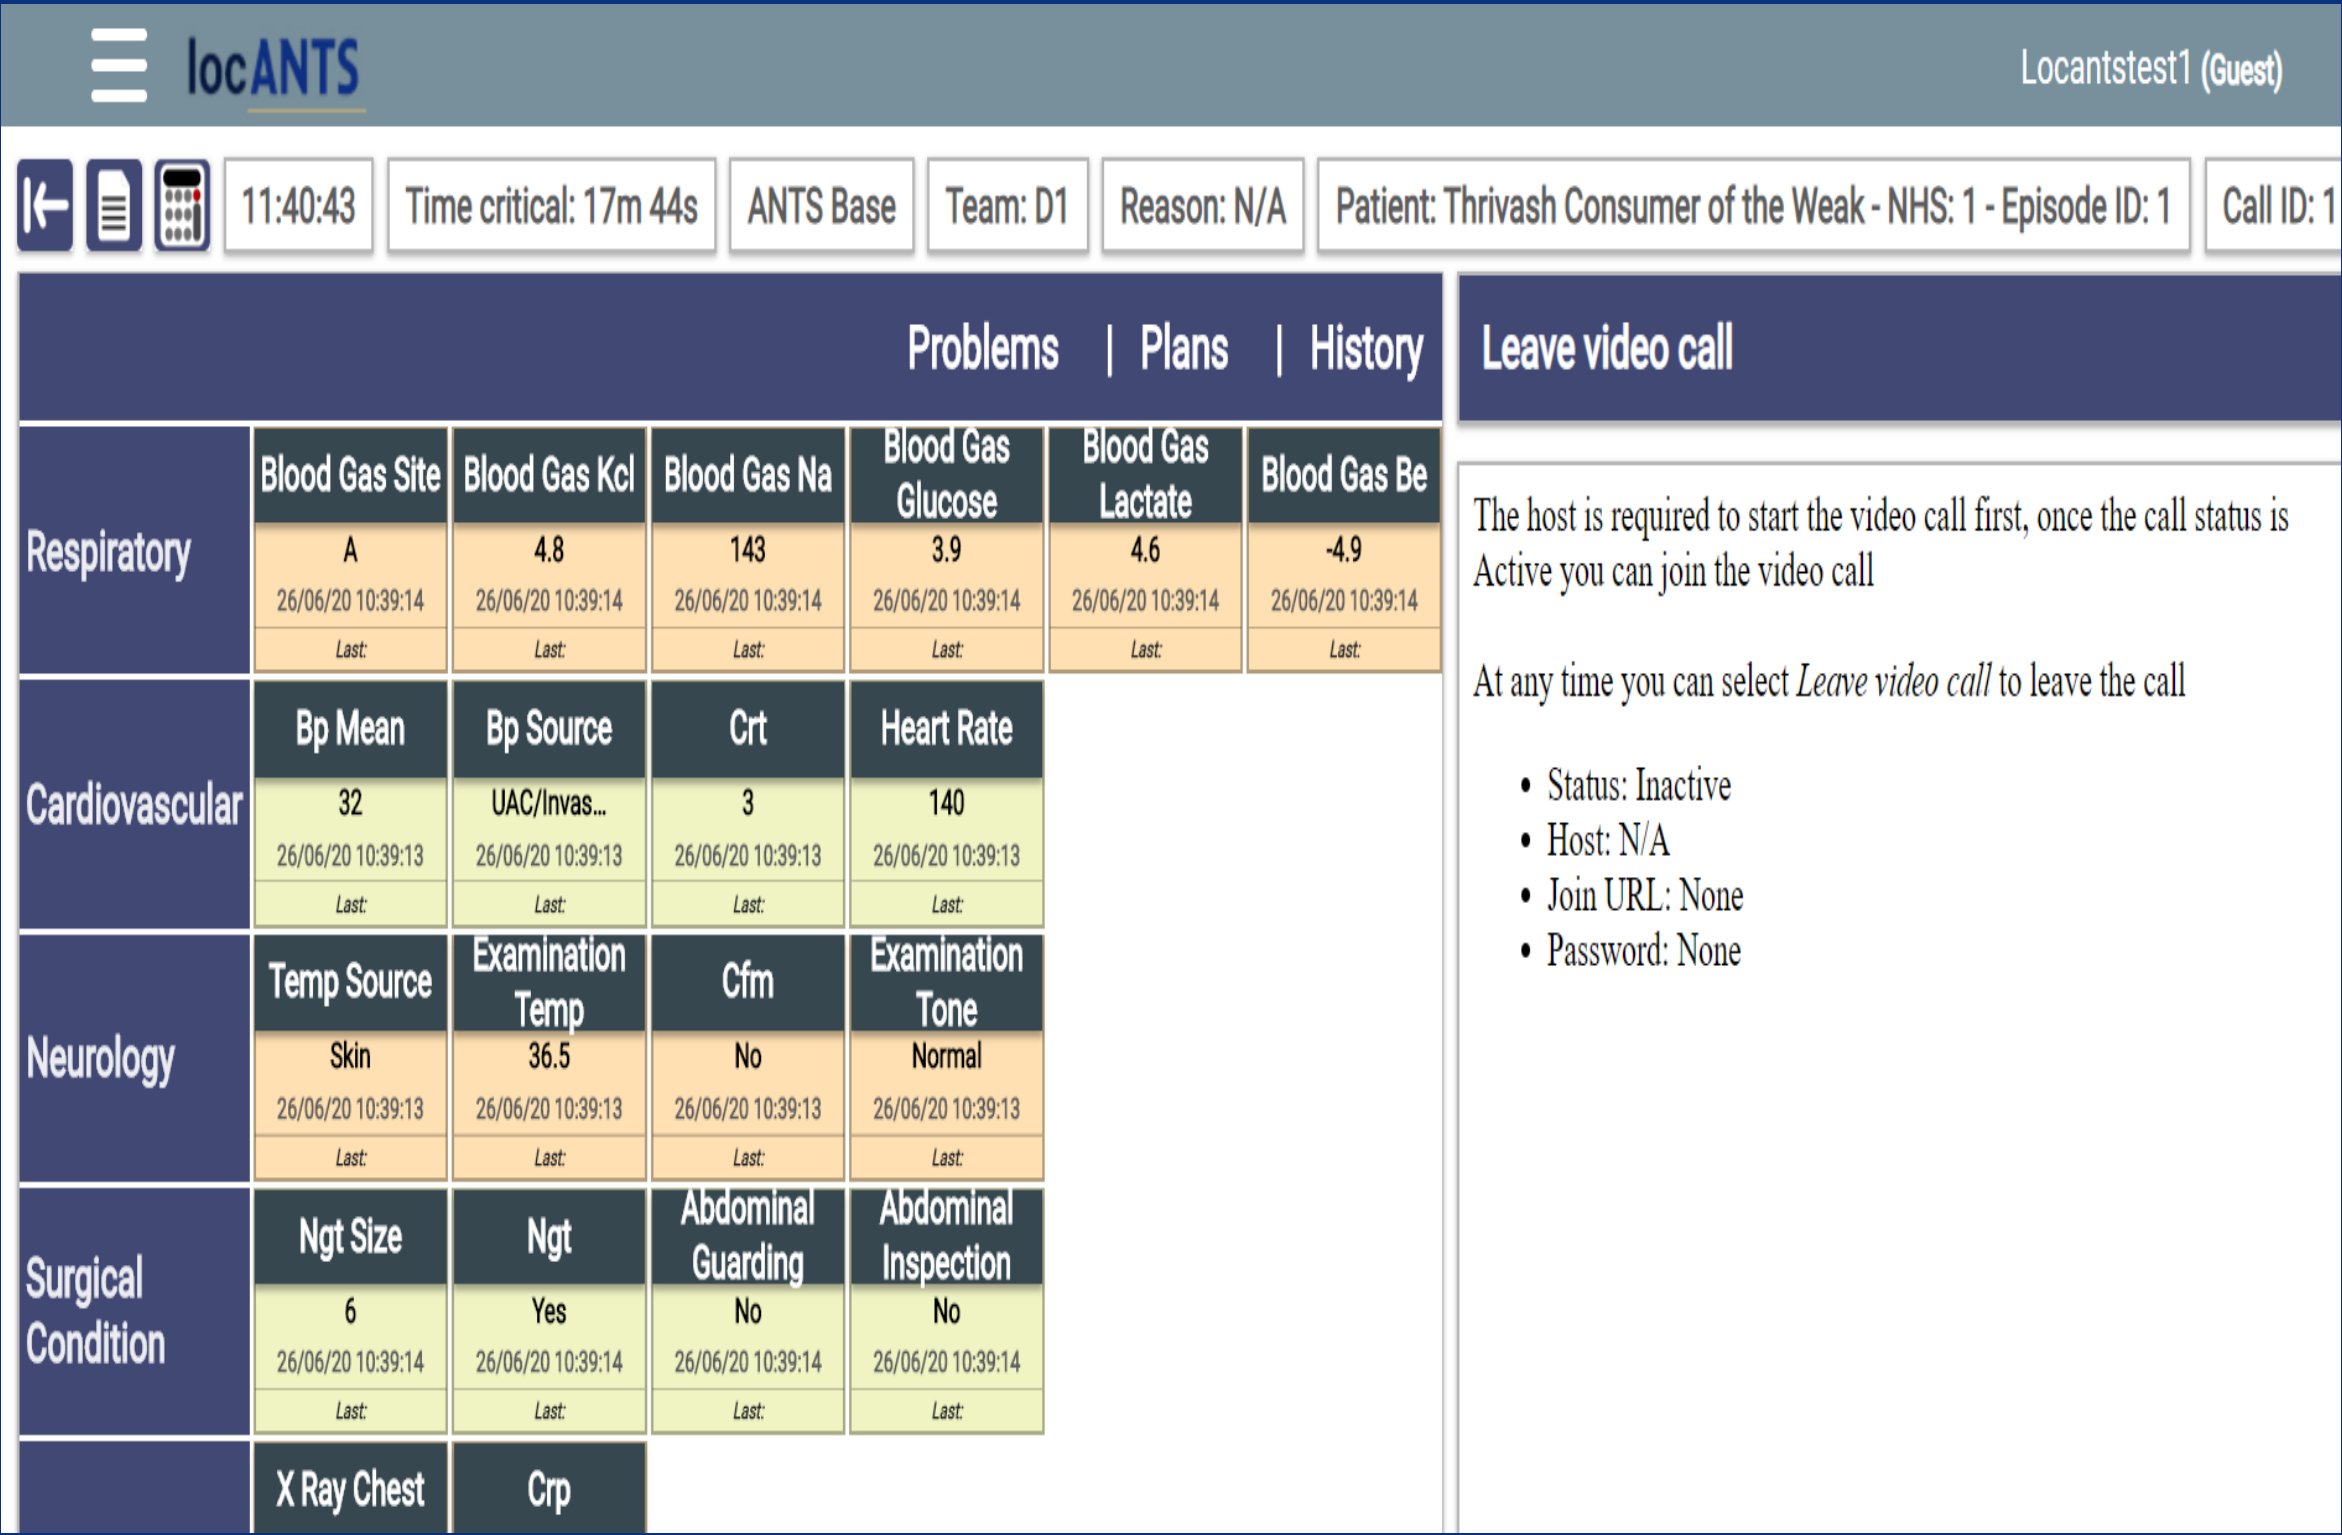 locANTS
Locantstest1 (Guest)
11:40:43
Time critical: 17m 44s
ANTS Base
Team: D1
Reason: N/A
Patient: Thrivash Consumer of the Weak - NHS: 1 - Episode ID: 1
Call ID: 1
Problems | Plans | History
Leave video call
Respiratory
Blood Gas Site
A
26/06/20 10:39:14
Last:
Blood Gas Kcl
4.8
26/06/20 10:39:14
Last:
Blood Gas Na
143
26/06/20 10:39:14
Last:
Blood Gas
Glucose
3.9
26/06/20 10:39:14
Last:
Blood Gas
Lactate
4.6
26/06/20 10:39:14
Last:
Blood Gas Be
-4.9
26/06/20 10:39:14
Last:
Cardiovascular
Bp Mean
32
26/06/20 10:39:13
Last:
Bp Source
UAC/Invas...
26/06/20 10:39:13
Last:
Crt
3
26/06/20 10:39:13
Last:
Heart Rate
140
26/06/20 10:39:13
Last:
Neurology
Temp Source
Skin
26/06/20 10:39:13
Last:
Examination
Temp
36.5
26/06/20 10:39:13
Last:
Cfm
No
26/06/20 10:39:13
Last:
Examination
Tone
Normal
26/06/20 10:39:13
Last:
Surgical
Condition
Ngt Size
6
26/06/20 10:39:14
Last:
Ngt
Yes
26/06/20 10:39:14
Last:
Abdominal
Guarding
No
26/06/20 10:39:14
Last:
Abdominal
Inspection
No
26/06/20 10:39:14
Last:
X Ray Chest
Crp
The host is required to start the video call first, once the call status is
Active you can join the video call
At any time you can select Leave video call to leave the call
• Status: Inactive
• Host: N/A
• Join URL: None
• Password: None